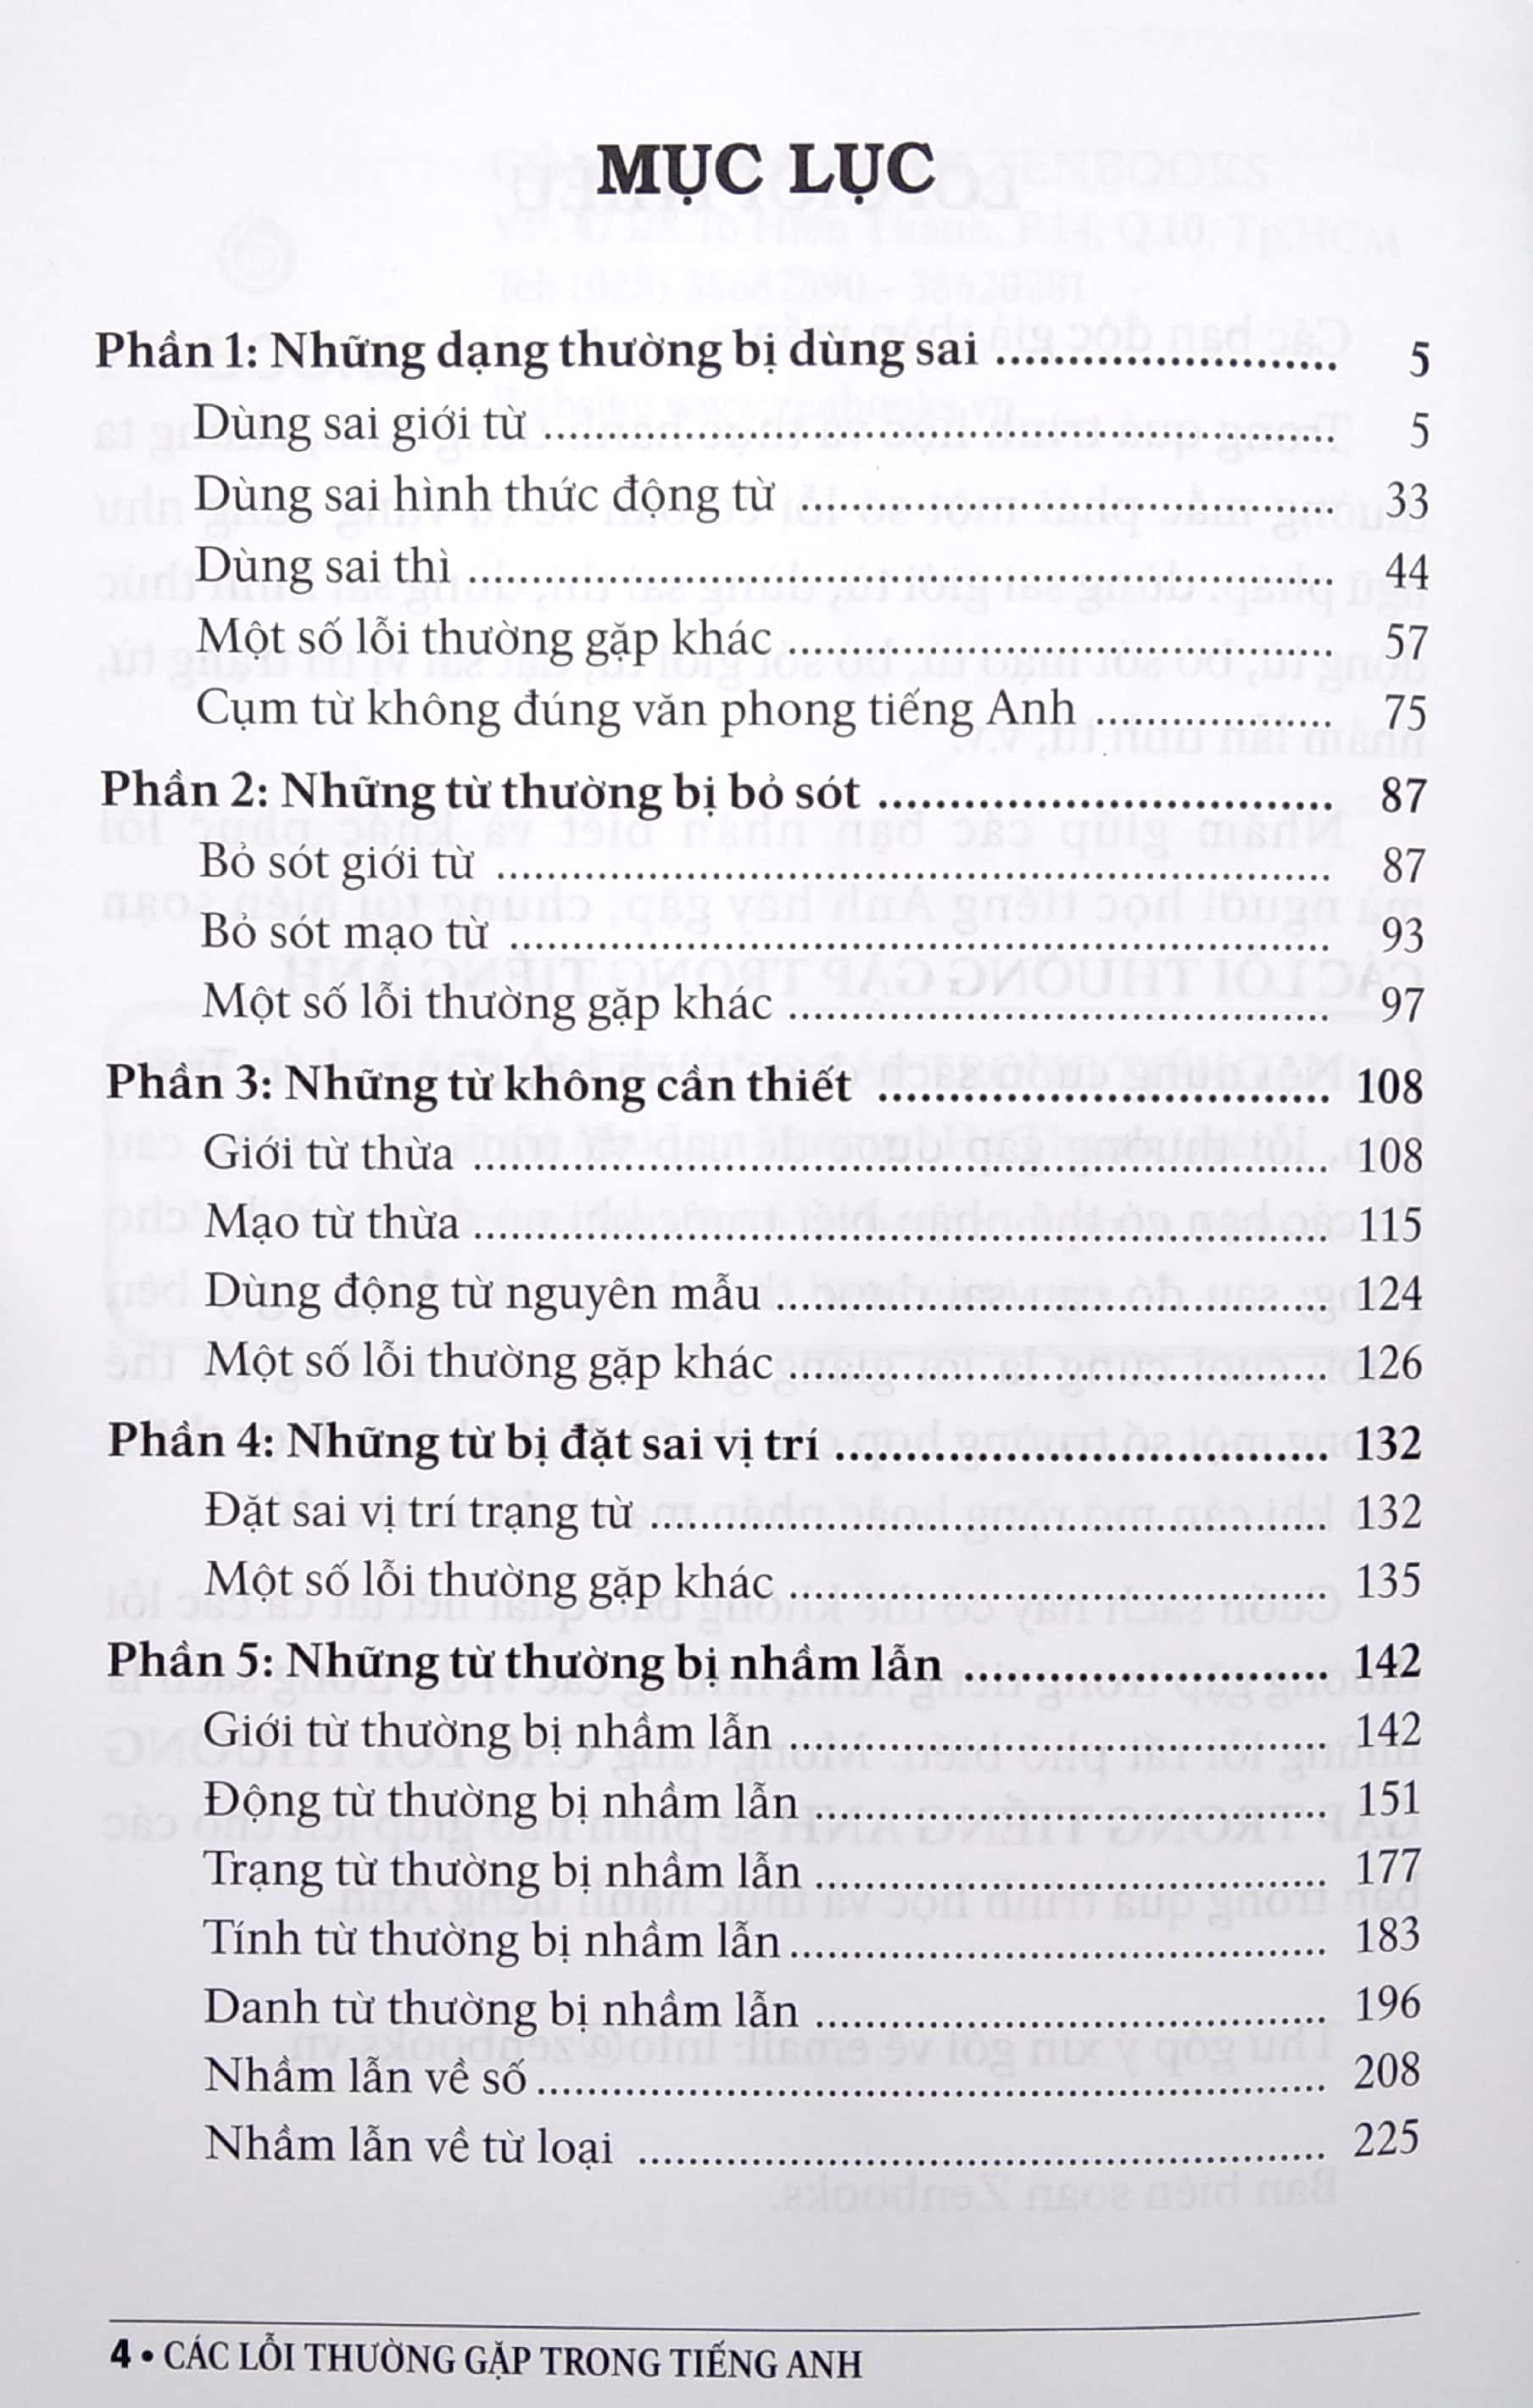 MỤC LỤC
Phần 1: Những dạng thường bị dùng sai ........................ 5
Dùng sai giới từ ................................................................ 5
Dùng sai hình thức động từ ........................................... 33
Dùng sai thì ...................................................................... 44
Một số lỗi thường gặp khác ............................................ 57
Cụm từ không đúng văn phong tiếng Anh ................... 75
Phần 2: Những từ thường bị bỏ sót ................................ 87
Bỏ sót giới từ ................................................................... 87
Bỏ sót mạo từ .................................................................. 93
Một số lỗi thường gặp khác ........................................... 97
Phần 3: Những từ không cần thiết ................................ 108
Giới từ thừa ..................................................................... 108
Mạo từ thừa ..................................................................... 115
Dùng động từ nguyên mẫu ............................................ 124
Một số lỗi thường gặp khác ........................................... 126
Phần 4: Những từ bị đặt sai vị trí ................................... 132
Đặt sai vị trí trạng từ ...................................................... 132
Một số lỗi thường gặp khác ........................................... 135
Phần 5: Những từ thường bị nhầm lẫn .......................... 142
Giới từ thường bị nhầm lẫn ........................................... 142
Động từ thường bị nhầm lẫn ......................................... 151
Trạng từ thường bị nhầm lẫn ......................................... 177
Tính từ thường bị nhầm lẫn ........................................... 183
Danh từ thường bị nhầm lẫn ......................................... 196
Nhầm lẫn về số ............................................................... 208
Nhầm lẫn về từ loại ....................................................... 225
4 • CÁC LỖI THƯỜNG GẶP TRONG TIẾNG ANH